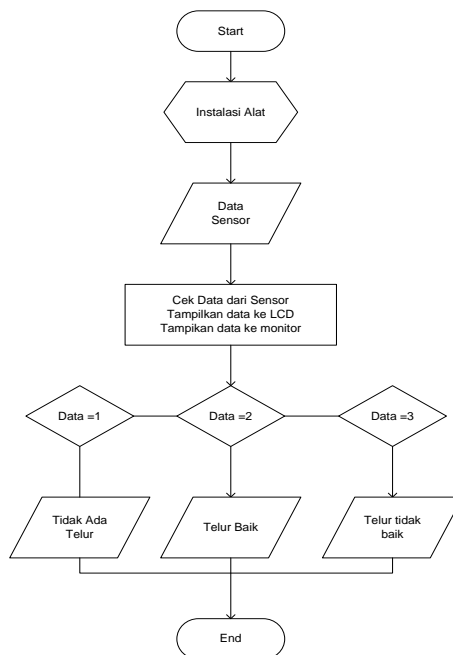 Start
Instalasi Alat
Data
Sensor
Cek Data dari Sensor
Tampilkan data ke LCD
Tampikan data ke monitor
Data =1
Data =2
Data =3
Tidak Ada
Telur
Telur Baik
Telur tidak
baik
End